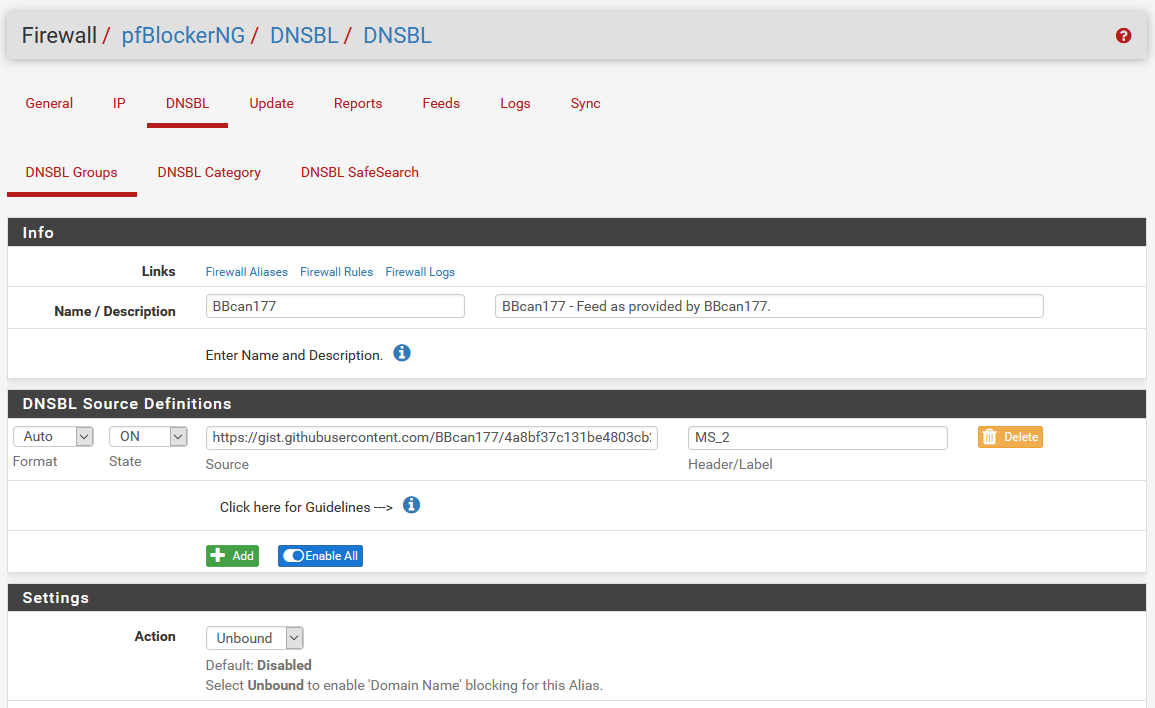 Firewall / pfBlockerNG / DNSBL / DNSBL
General IP DNSBL Update Reports Feeds Logs Sync
DNSBL Groups DNSBL Category DNSBL SafeSearch
Info
Links Firewall Aliases Firewall Rules Firewall Logs
Name / Description BBcan177 BBcan177 - Feed as provided by BBcan177.
Enter Name and Description.
DNSBL Source Definitions
Auto ON https://gist.githubusercontent.com/BBcan177/4a8bf37c131be4803cb2 MS_2 Delete
Format State Source Header/Label
Click here for Guidelines --->
Add Enable All
Settings
Action Unbound
Default: Disabled
Select Unbound to enable 'Domain Name' blocking for this Alias.